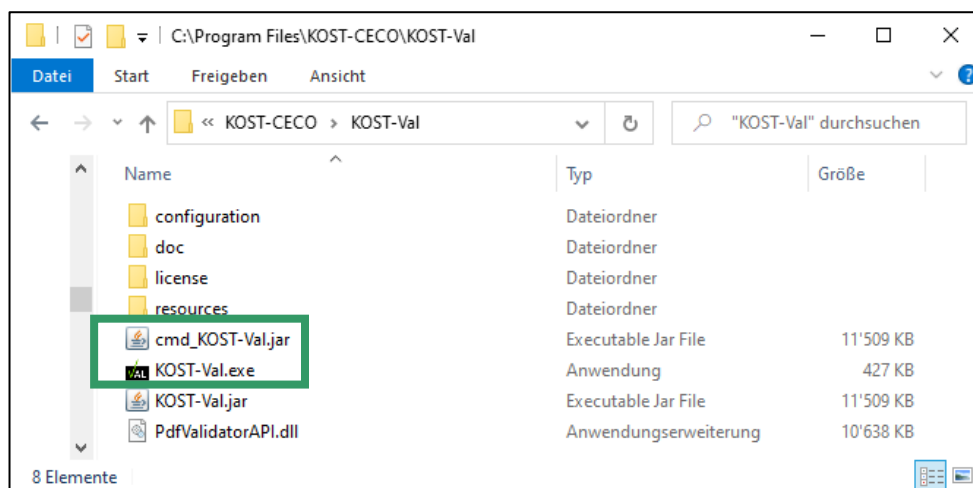 C:\Program Files\KOST-CECO\KOST-Val
Datei Start Freigeben Ansicht ?
« KOST-CECO > KOST-Val "KOST-Val" durchsuchen
Name Typ Größe
configuration Dateiordner
doc Dateiordner
license Dateiordner
resources Dateiordner
cmd_KOST-Val.jar Executable Jar File 11'509 KB
VAL KOST-Val.exe Anwendung 427 KB
KOST-Val.jar Executable Jar File 11'509 KB
PdfValidatorAPI.dll Anwendungserweiterung 10'638 KB
8 Elemente